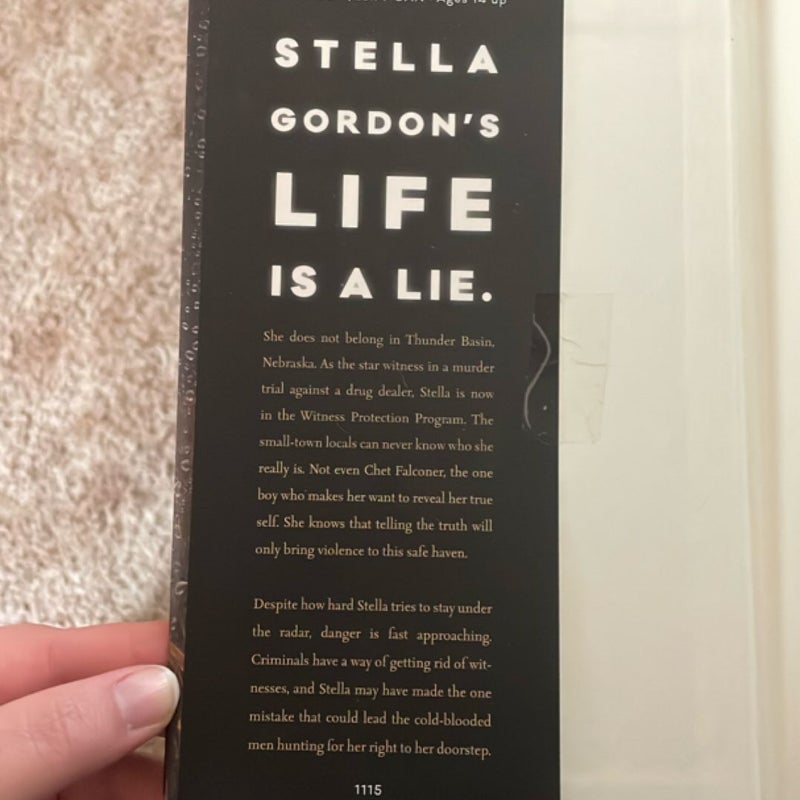 Ages 14 up
STELLA
GORDON'S
LIFE
IS A LIE.
She does not belong in Thunder Basin,
Nebraska. As the star witness in a murder
trial against a drug dealer, Stella is now
in the Witness Protection Program. The
small-town locals can never know who she
really is. Not even Chet Falconer, the one
boy who makes her want to reveal her true
self. She knows that telling the truth will
only bring violence to this safe haven.
Despite how hard Stella tries to stay under
the radar, danger is fast approaching.
Criminals have a way of getting rid of wit-
nesses, and Stella may have made the one
mistake that could lead the cold-blooded
men hunting for her right to her doorstep.
1115